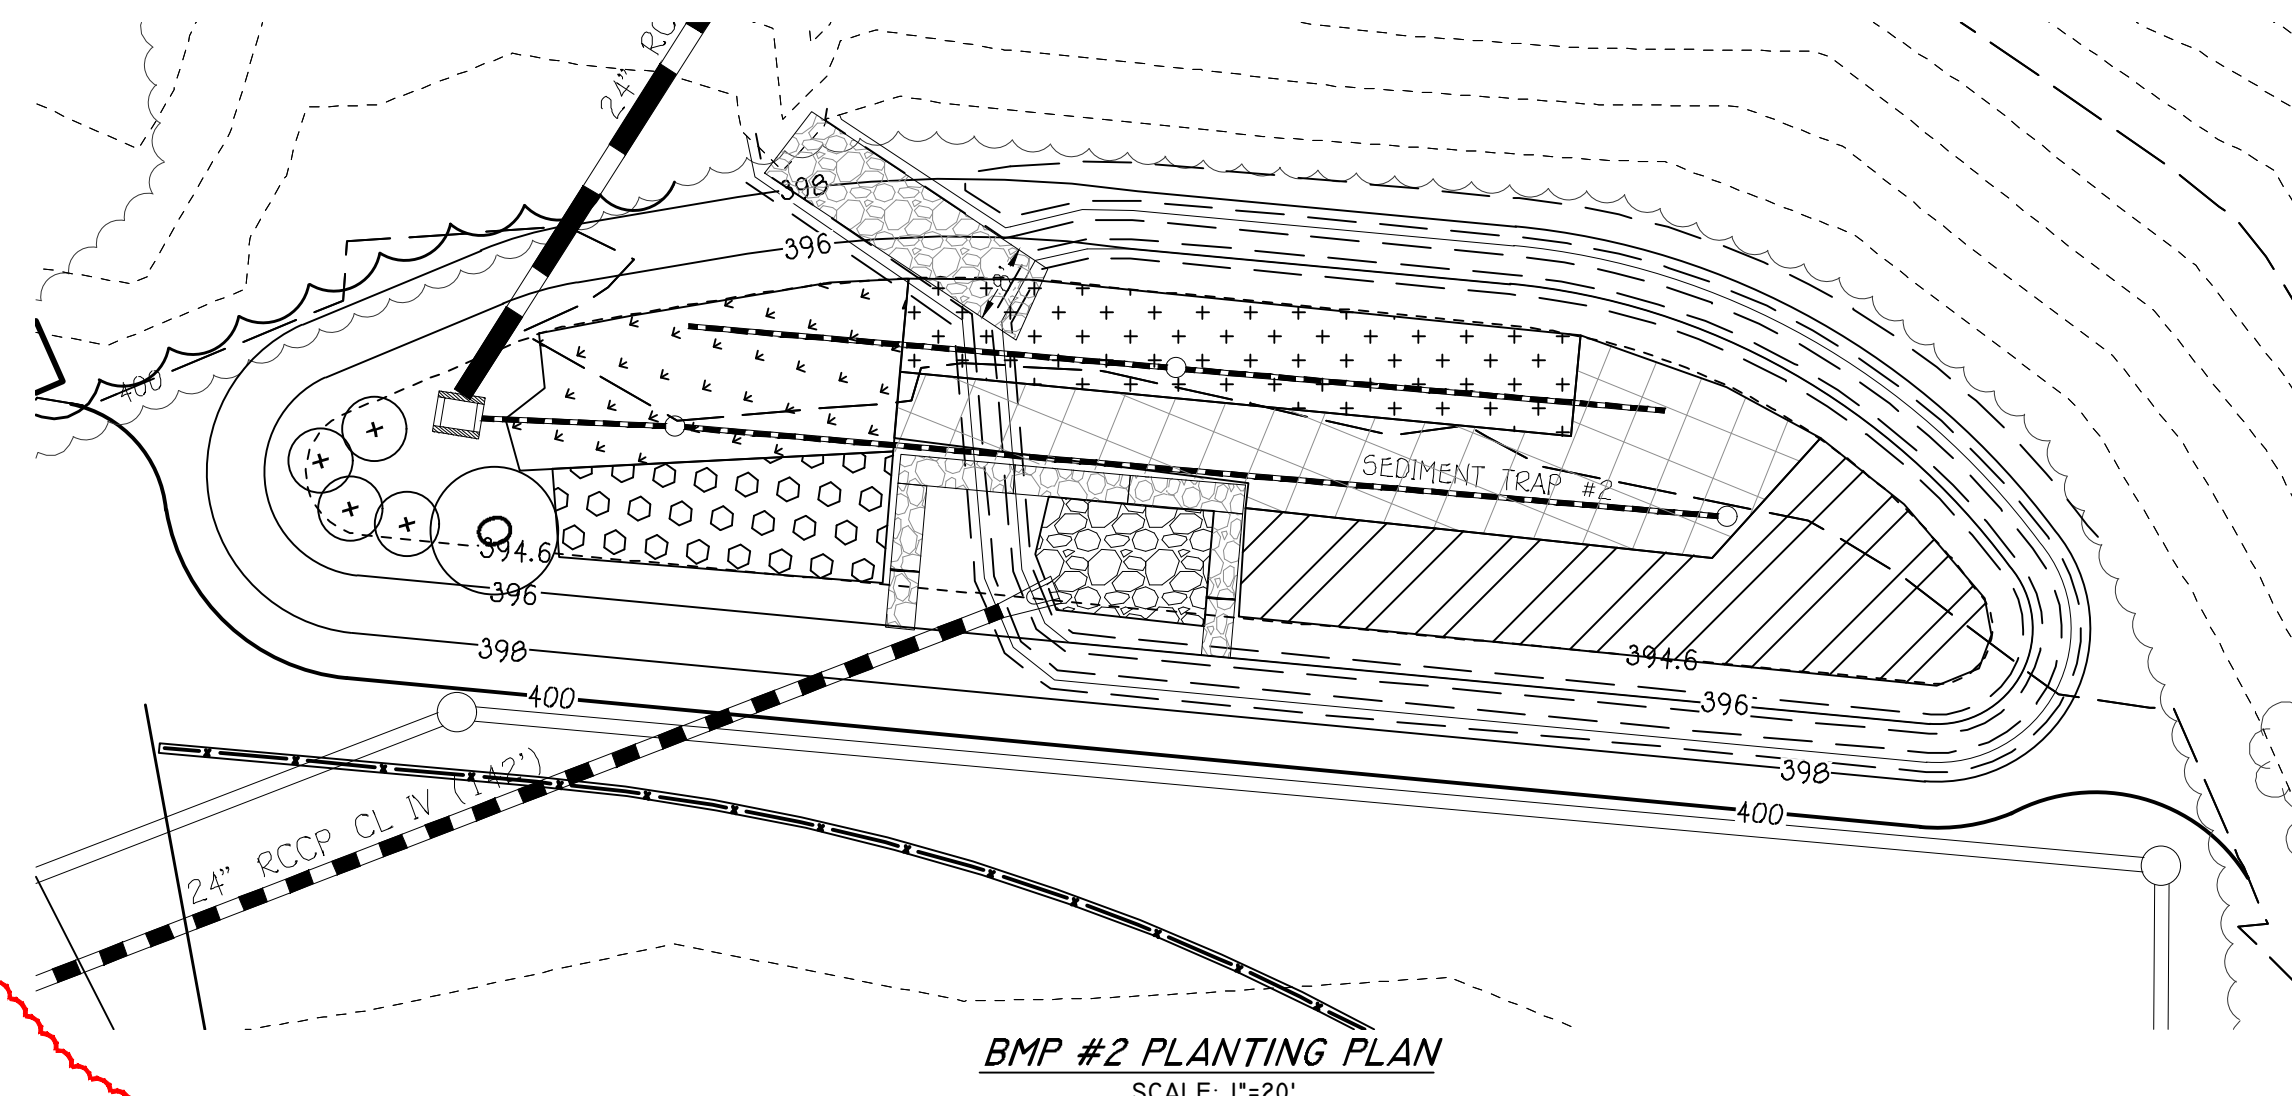 24" RC
398
396
8'
400
SEDIMENT TRAP #2
394.6
396
398
394.6
400
396
398
400
24" RCCP CL IV (142')
BMP #2 PLANTING PLAN
SCALE: 1"=20'